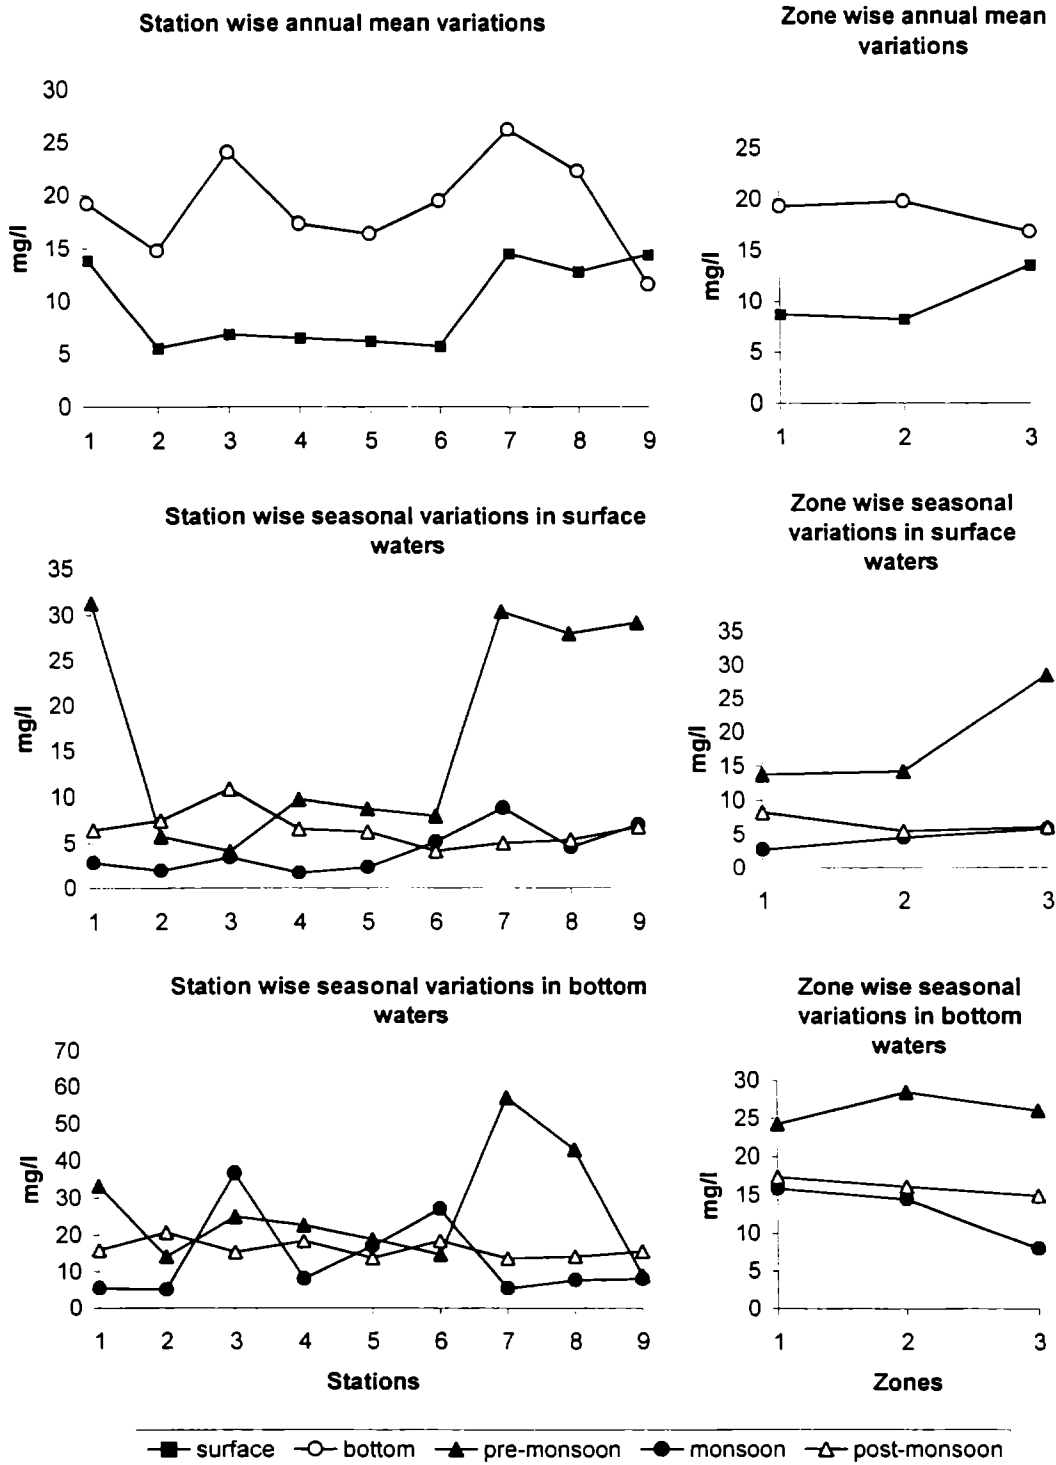 Station wise annual mean variations
30
25
20
15
10
5
0
mg/l
1 2 3 4 5 6 7 8 9
Zone wise annual mean
variations
25
20
15
10
5
0
mg/l
1 2 3
Station wise seasonal variations in surface
waters
35
30
25
20
15
10
5
0
mg/l
1 2 3 4 5 6 7 8 9
Zone wise seasonal
variations in surface
waters
35
30
25
20
15
10
5
0
mg/l
1 2 3
Station wise seasonal variations in bottom
waters
70
60
50
40
30
20
10
0
mg/l
1 2 3 4 5 6 7 8 9
Stations
Zone wise seasonal
variations in bottom
waters
30
25
20
15
10
5
0
mg/l
1 2 3
Zones
surface bottom pre-monsoon monsoon post-monsoon